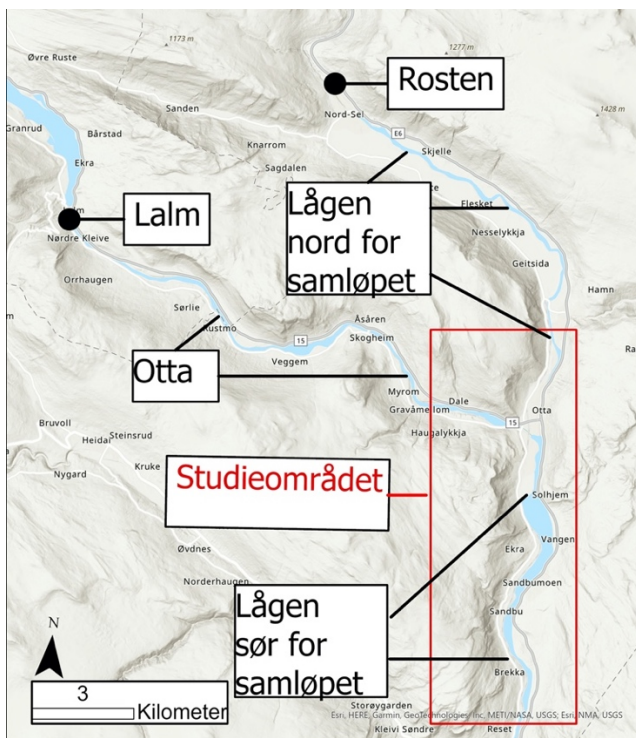 1173 m
1277 m
Øvre Ruste
Rosten
Nord-Sel
1428 m
Sanden
E6
Granrud
Bårstad
Knarrom
Skjelle
Ekra
Sagdalen
Lågen
nord for
samløpet
Flesket
Lalm
Nørdre Kleive
Nesselykkja
Geitsida
Orrhaugen
Hamn
Sørlie
Åsåren
Rustmo
15
Skogheim
Otta
Veggem
Myrom
Dale
Otta
Gravåmellom
15
Bruvoll
Steinsrud
Haugalykkja
Heidal
Kruke
Nygard
Studieområdet
Solhjem
Øvdnes
Ekra
Vangen
Norderhaugen
Sandbumoen
Lågen
sør for
samløpet
Sandbu
N
Brekka
3
Kilometer
Storøygarden
Esri, HERE, Garmin, GeoTechnologies, Inc, METI/NASA, USGS; Esri, NMA, USGS
Kleivi Søndre
Reset